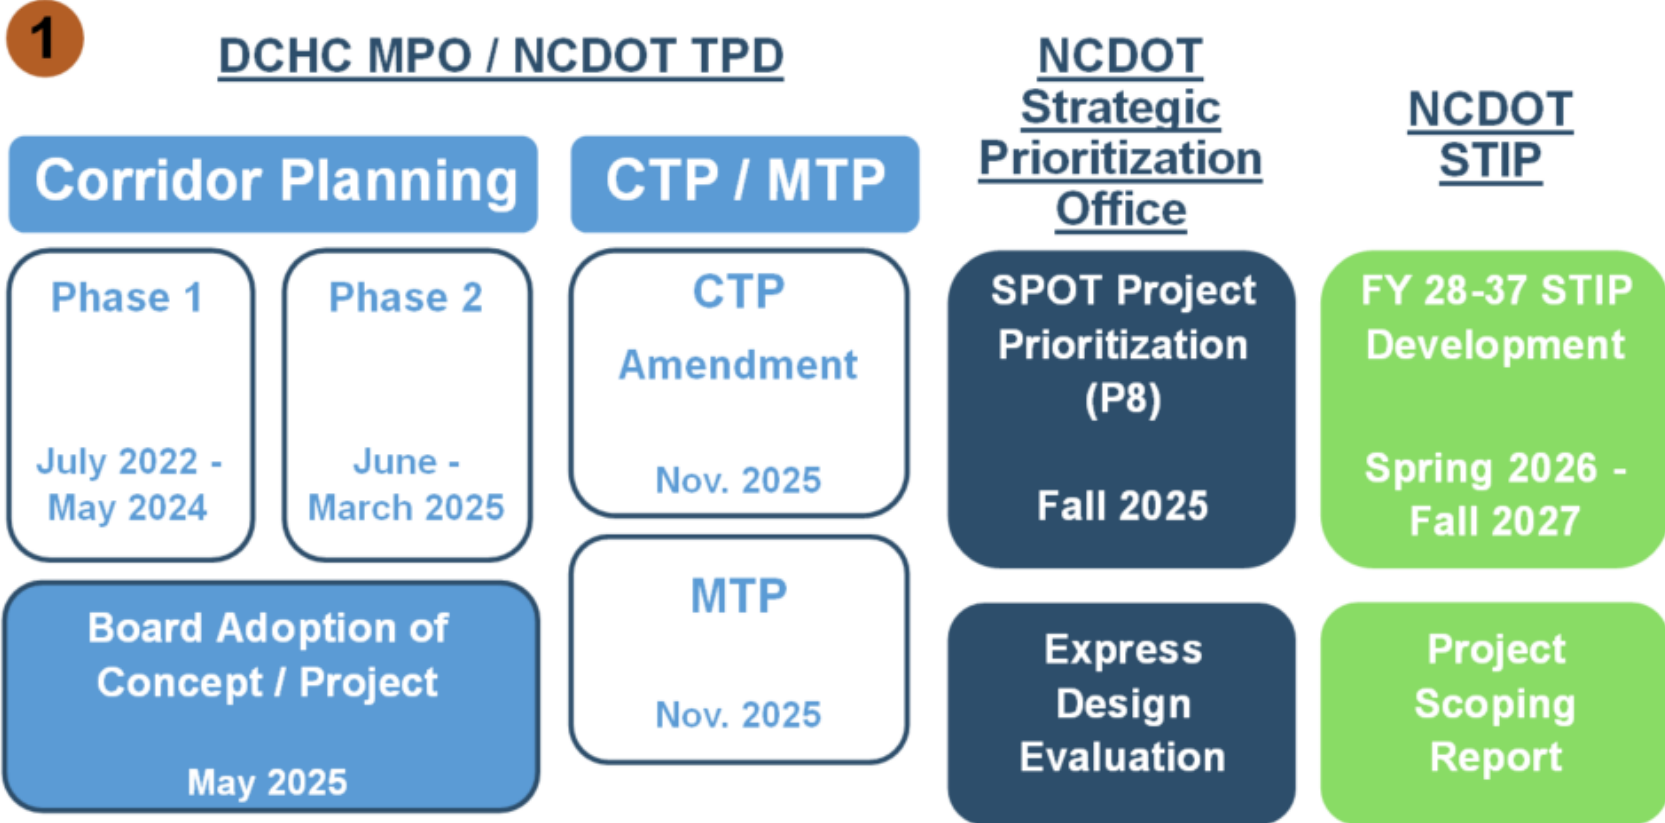 1
DCHC MPO / NCDOT TPD
Corridor Planning
Phase 1
July 2022 -
May 2024
Phase 2
June -
March 2025
Board Adoption of
Concept / Project
May 2025
CTP / MTP
CTP
Amendment
Nov. 2025
MTP
Nov. 2025
NCDOT
Strategic
Prioritization
Office
SPOT Project
Prioritization
(P8)
Fall 2025
Express
Design
Evaluation
NCDOT
STIP
FY 28-37 STIP
Development
Spring 2026 -
Fall 2027
Project
Scoping
Report